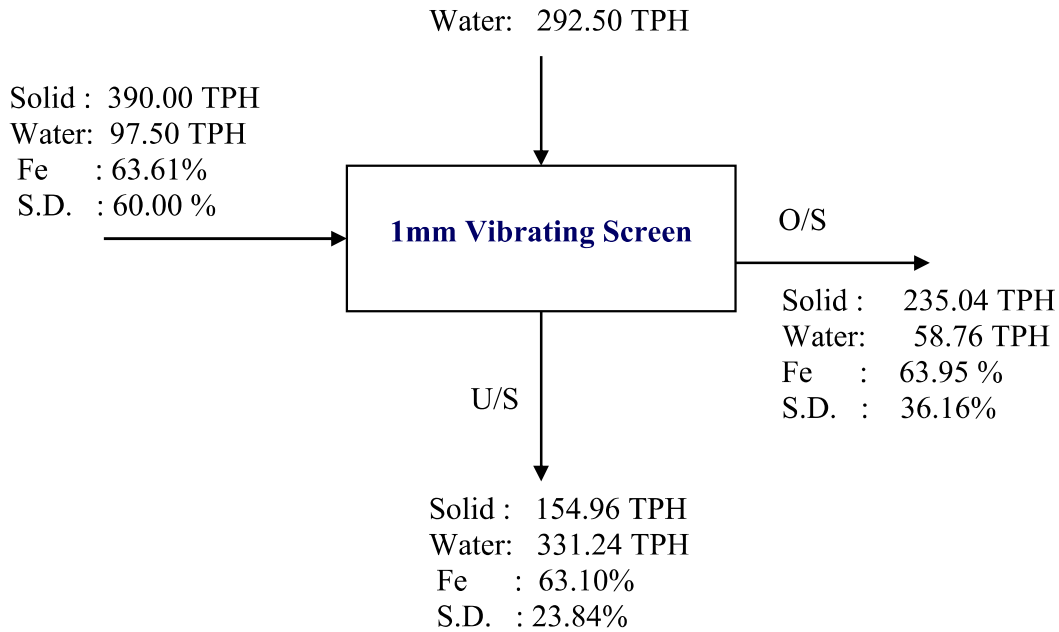 Water: 292.50 TPH
Solid : 390.00 TPH
Water: 97.50 TPH
Fe : 63.61%
S.D. : 60.00 %
1mm Vibrating Screen
O/S
Solid : 235.04 TPH
Water: 58.76 TPH
Fe : 63.95 %
S.D. : 36.16%
U/S
Solid : 154.96 TPH
Water: 331.24 TPH
Fe : 63.10%
S.D. : 23.84%